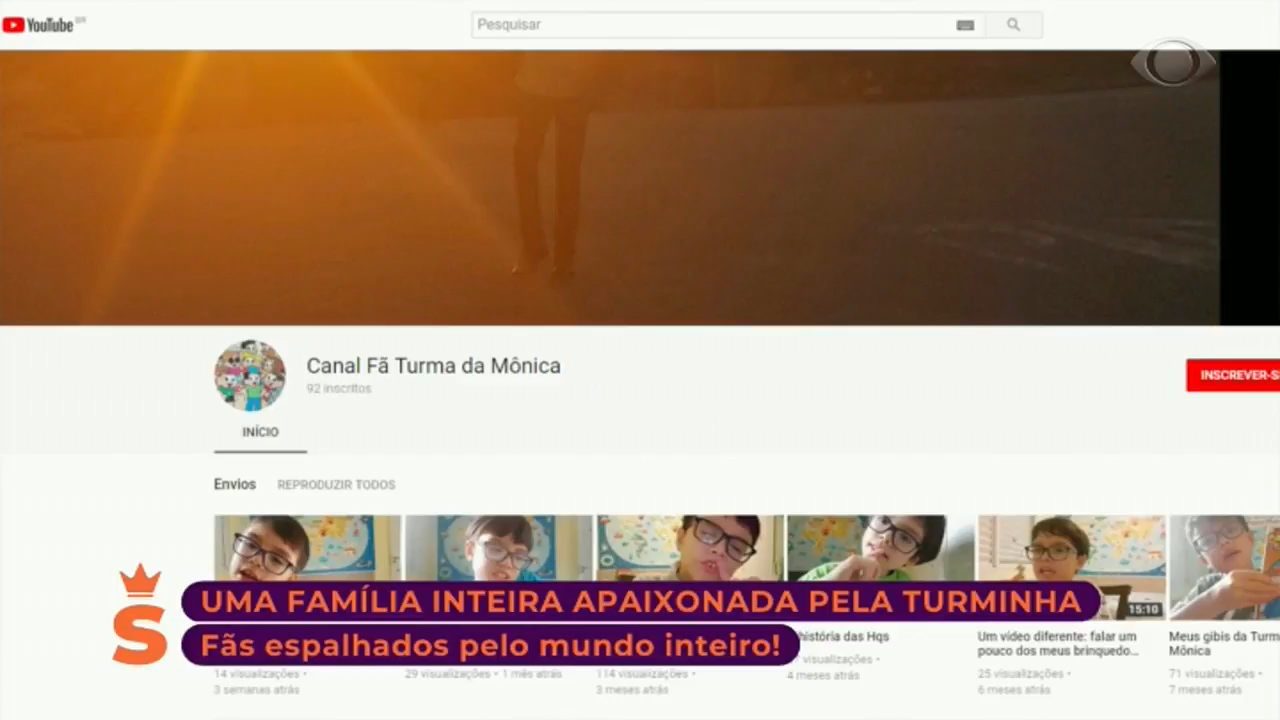 YouTube BR
Pesquisar
Canal Fã Turma da Mônica
92 inscritos
INSCREVER-S
INÍCIO
Envios REPRODUZIR TODOS
15:10
UMA FAMÍLIA INTEIRA APAIXONADA PELA TURMINHA
S
Fãs espalhados pelo mundo inteiro!
história das Hqs
visualizações •
4 meses atrás
Um vídeo diferente: falar um
pouco dos meus brinquedo...
25 visualizações •
6 meses atrás
Meus gibis da Turm
Mônica
71 visualizações •
7 meses atrás
14 visualizações •
3 semanas atrás
29 visualizações • 1 mês atrás
114 visualizações •
3 meses atrás